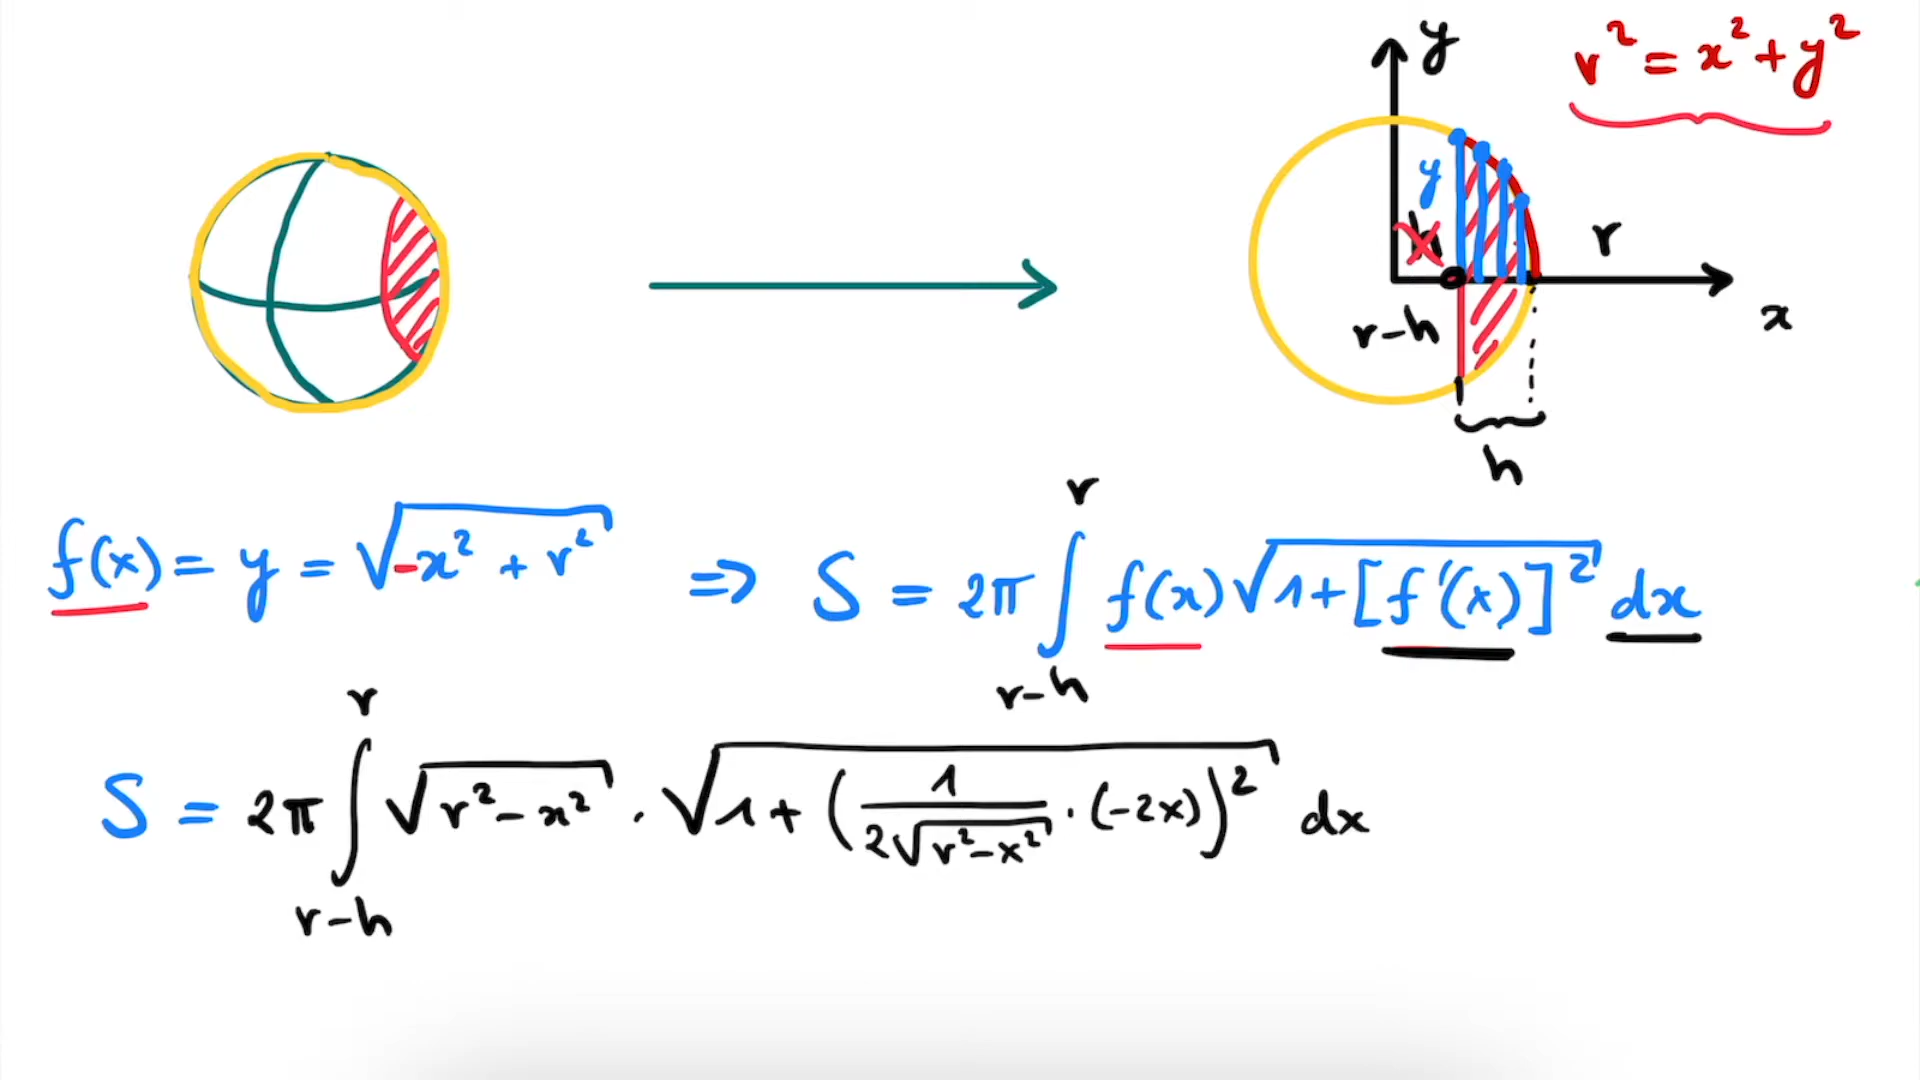 y
r² = x² + y²
y
x
r
r-h
x
h
f(x) = y = √(-x² + r²) ⇒ S = 2π ∫_{r-h}^{r} f(x) √(1 + [f'(x)]²) dx
S = 2π ∫_{r-h}^{r} √(r² - x²) · √(1 + (1/(2√(r² - x²)) · (-2x))²) dx